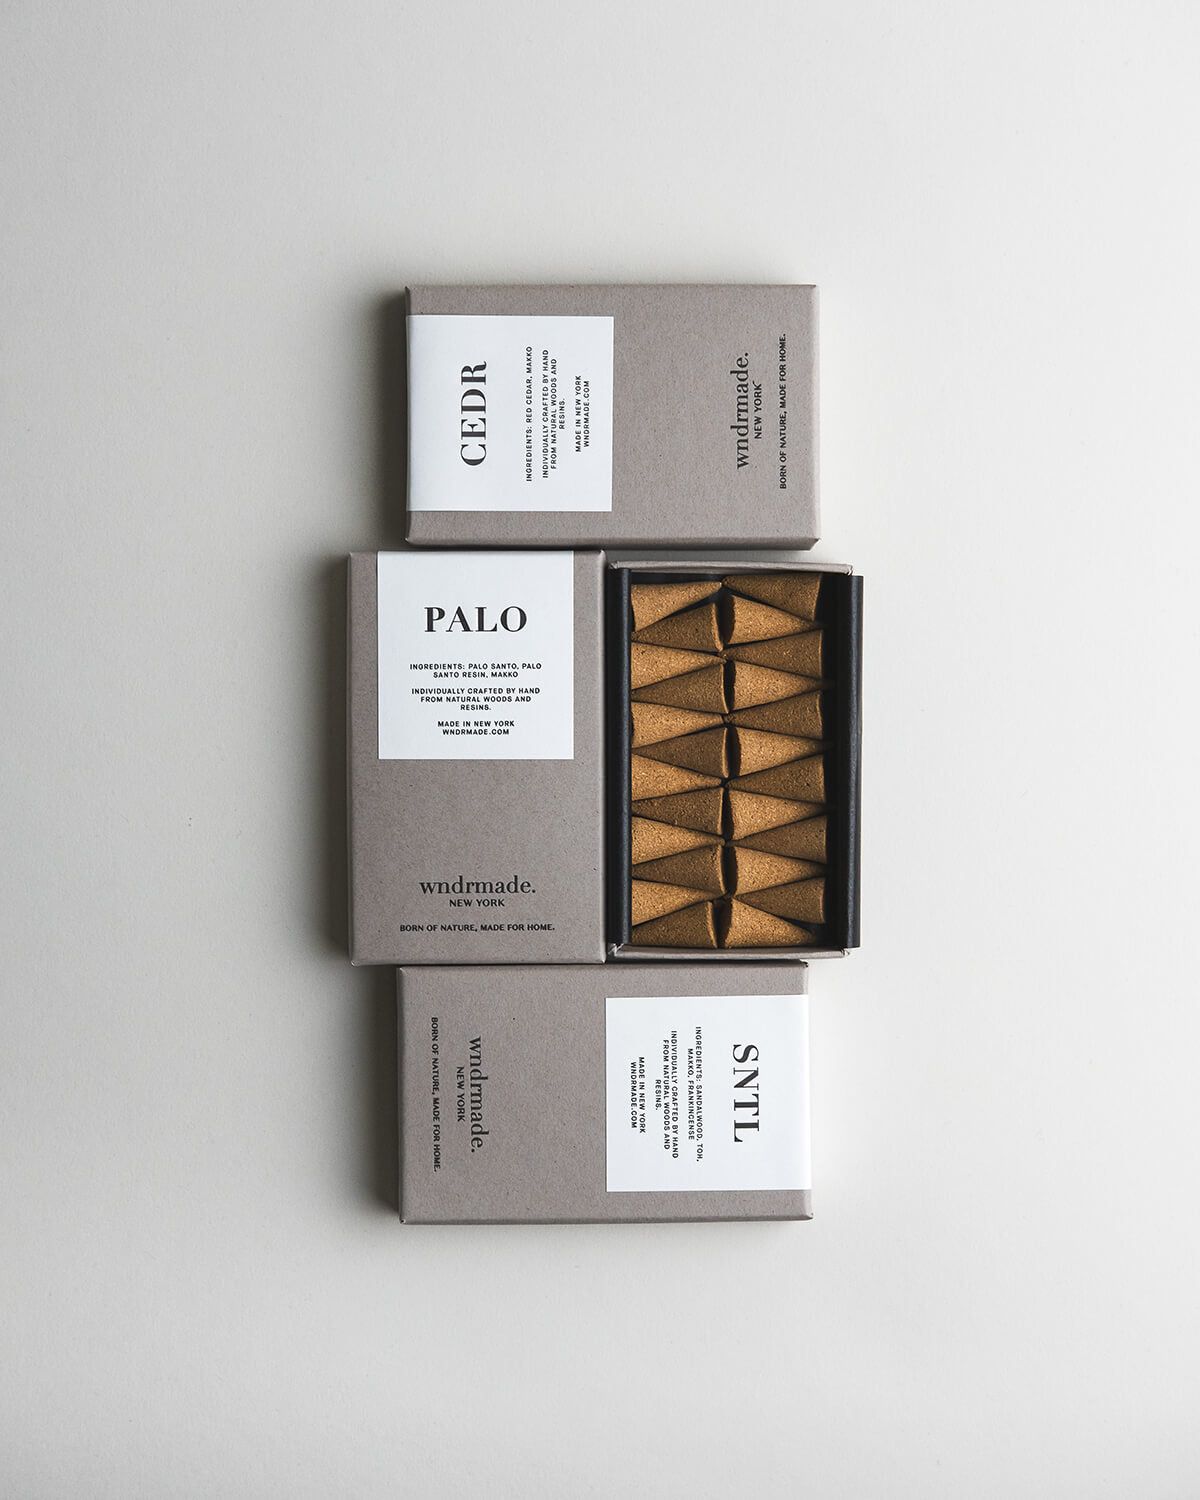 CEDR
INGREDIENTS: RED CEDAR, MAKKO
INDIVIDUALLY CRAFTED BY HAND
FROM NATURAL WOODS AND
RESINS.
MADE IN NEW YORK
WNDRMADE.COM
wndrmade.
NEW YORK
BORN OF NATURE, MADE FOR HOME.
PALO
INGREDIENTS: PALO SANTO, PALO
SANTO RESIN, MAKKO
INDIVIDUALLY CRAFTED BY HAND
FROM NATURAL WOODS AND
RESINS.
MADE IN NEW YORK
WNDRMADE.COM
wndrmade.
NEW YORK
BORN OF NATURE, MADE FOR HOME.
SNTL
INGREDIENTS: SANDALWOOD, TOH,
MAKKO, FRANKINCENSE
INDIVIDUALLY CRAFTED BY HAND
FROM NATURAL WOODS AND
RESINS.
MADE IN NEW YORK
WNDRMADE.COM
wndrmade.
NEW YORK
BORN OF NATURE, MADE FOR HOME.